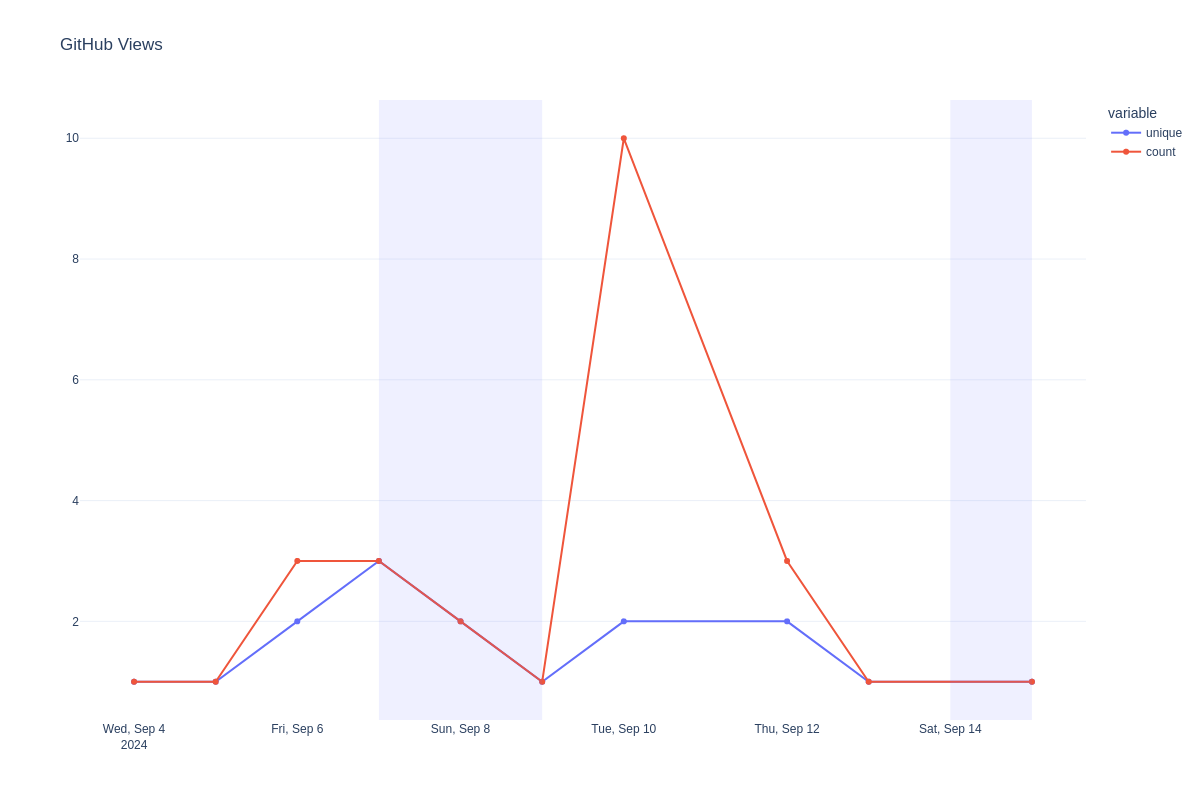 GitHub Views
variable
unique
count
10
8
6
4
2
Wed, Sep 4
2024
Fri, Sep 6
Sun, Sep 8
Tue, Sep 10
Thu, Sep 12
Sat, Sep 14